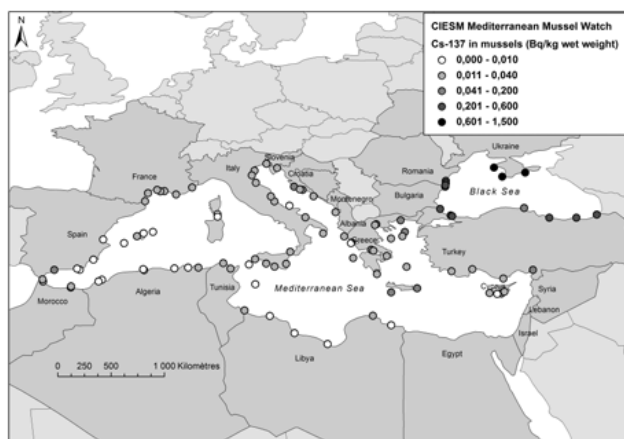 N
CIESM Mediterranean Mussel Watch
Cs-137 in mussels (Bq/kg wet weight)
0,000 - 0,010
0,011 - 0,040
0,041 - 0,200
0,201 - 0,600
0,601 - 1,500
Ukraine
Slovenia
France
Italy
Croatia
Romania
Black Sea
Montenegro
Bulgaria
Albania
Spain
Greece
Turkey
Cyprus
Syria
Morocco
Algeria
Tunisia
Mediterranean Sea
Lebanon
Israel
Libya
Egypt
0 250 500 1 000 Kilomètres